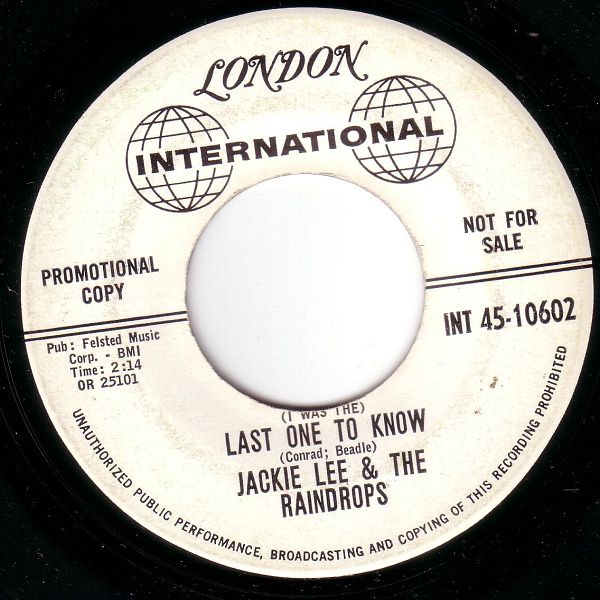 LONDON
INTERNATIONAL
PROMOTIONAL
COPY
NOT FOR
SALE
INT 45-10602
Pub: Felsted Music
Corp. - BMI
Time: 2:14
OR 25101
(I WAS THE)
LAST ONE TO KNOW
(Conrad; Beadle)
JACKIE LEE & THE
RAINDROPS
UNAUTHORIZED PUBLIC PERFORMANCE, BROADCASTING AND COPYING OF THIS RECORDING PROHIBITED